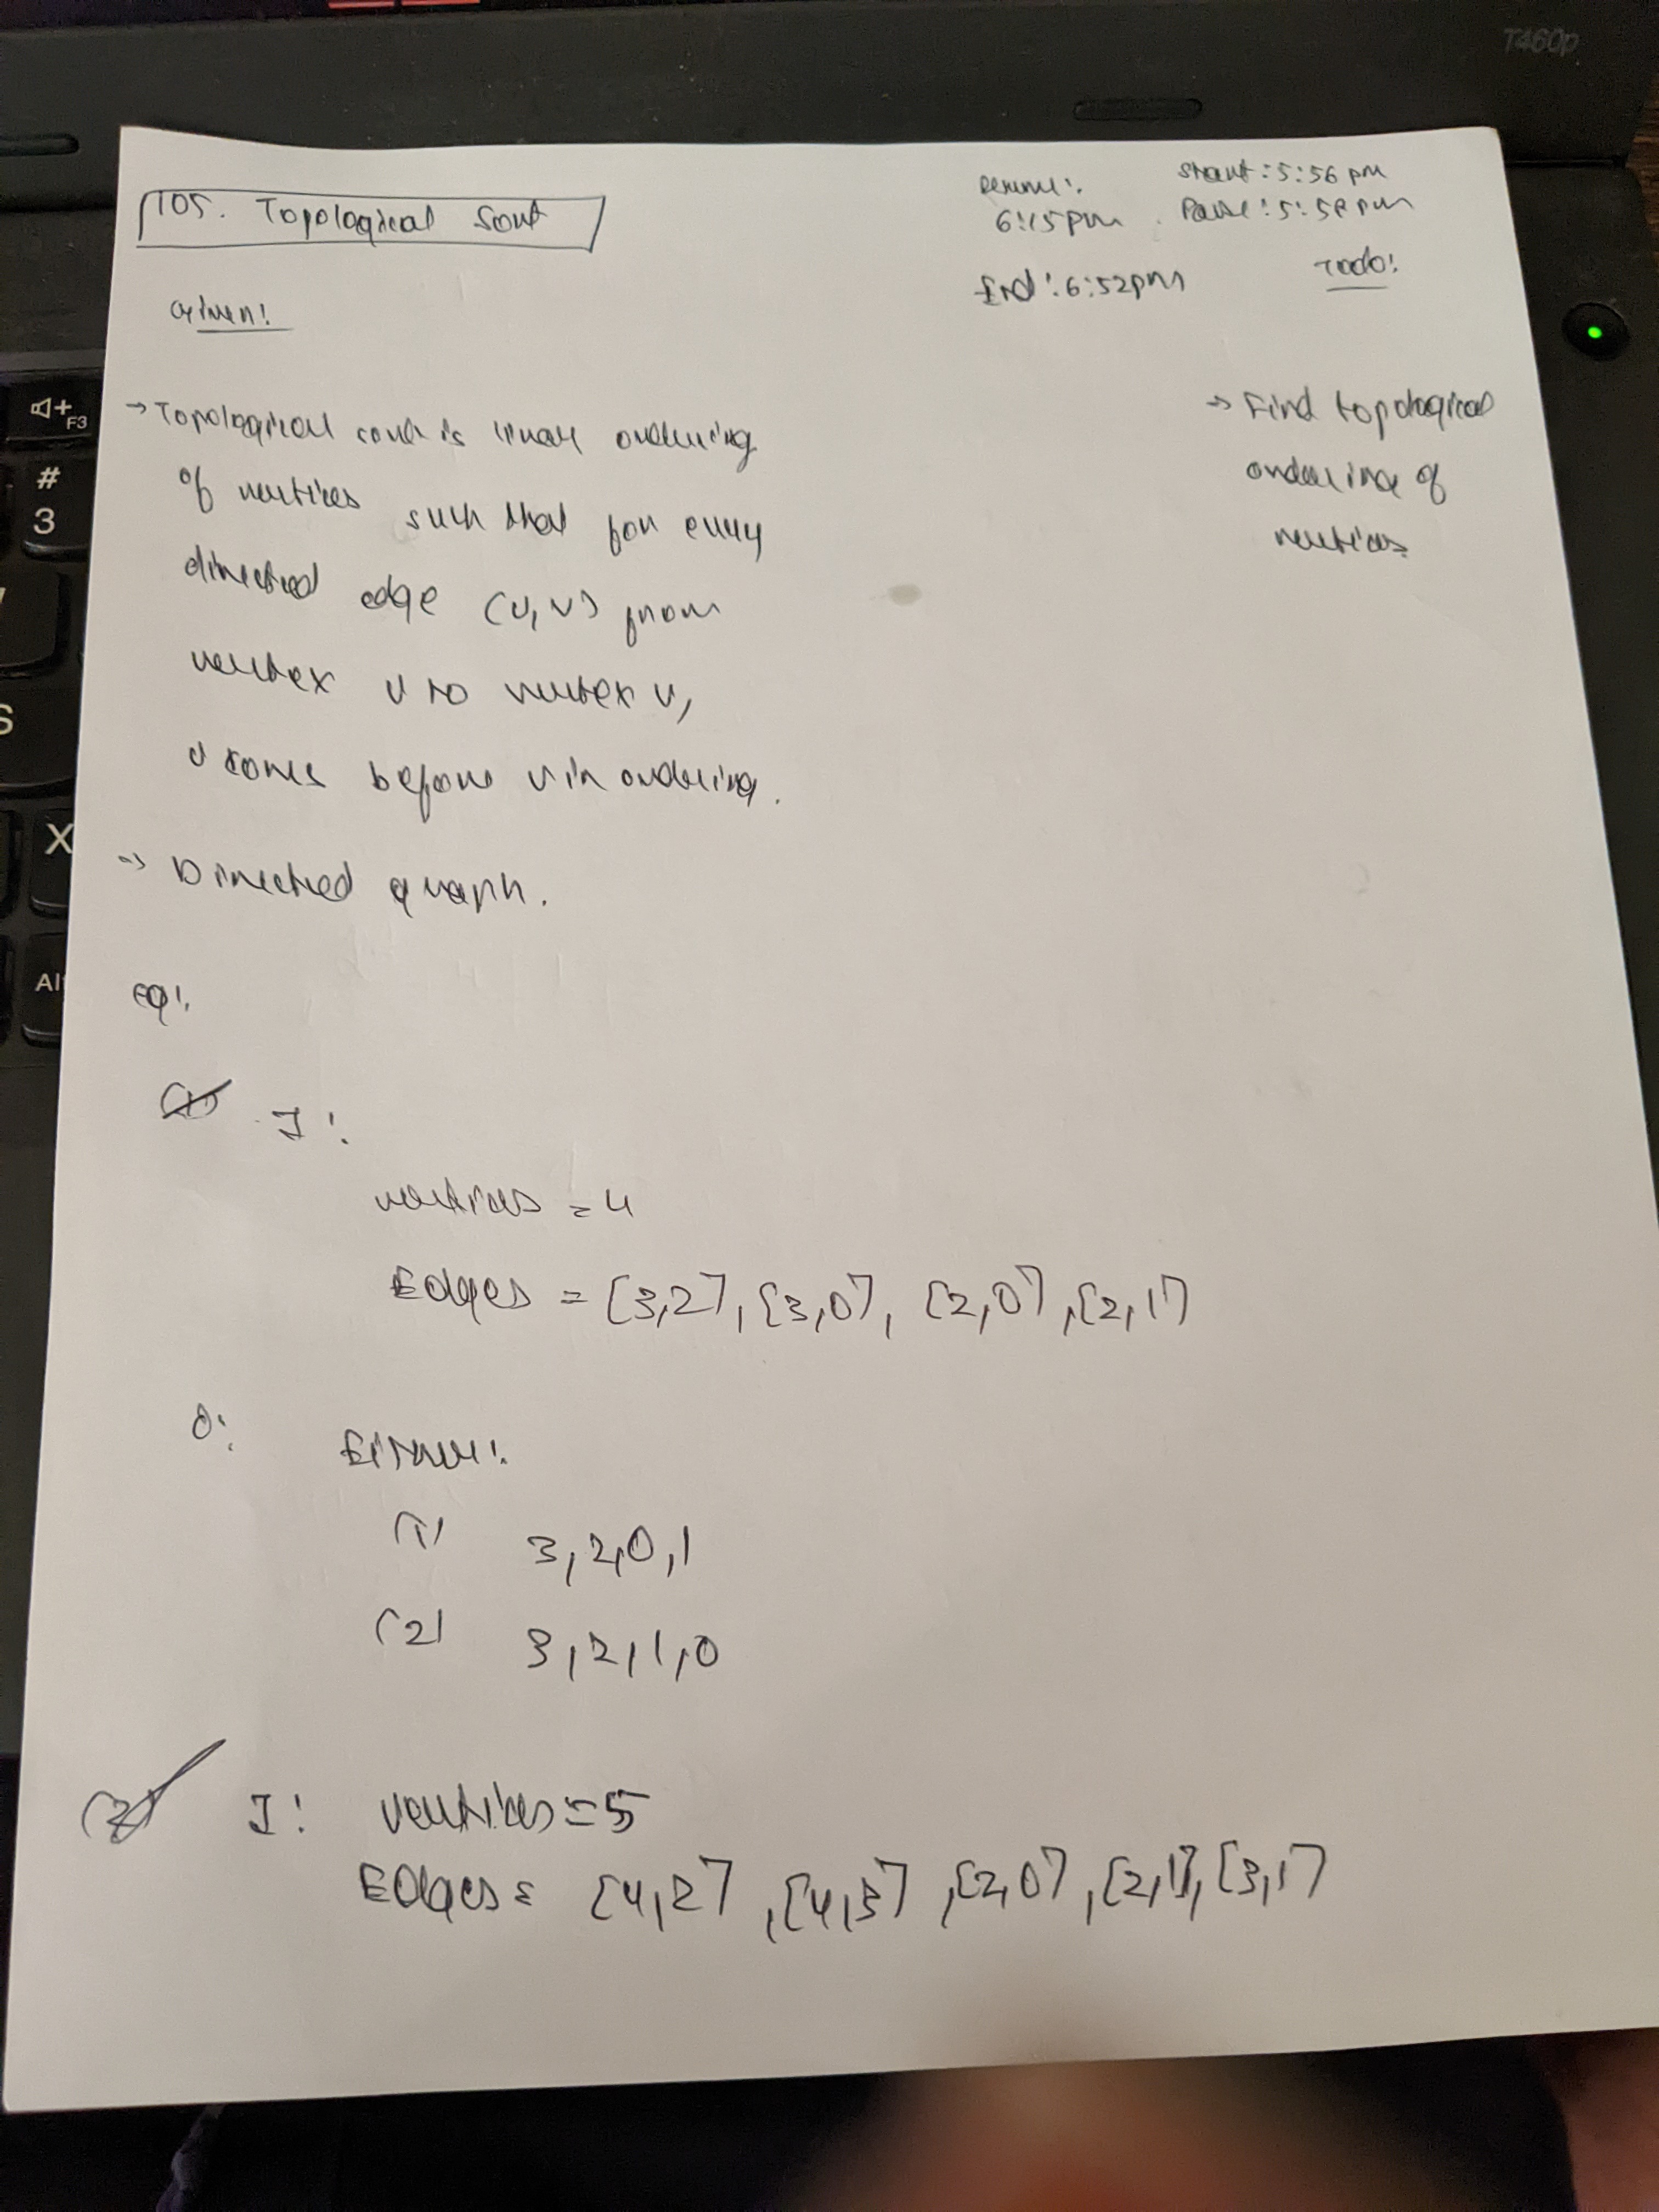 T460p
105. Topological Sort
Resume:
6:15pm
Start: 5:56 pm
Pause: 5:58pm
End: 6:52pm
Todo:
Given:
→ Topological sort is linear ordering
of vertices such that for every
directed edge (u,v) from
vertex u to vertex v,
u comes before v in ordering.
→ Directed graph.
→ Find topological
ordering of
vertices.
eg:
(1) I:
vertices = 4
Edges = [3,2], [3,0], [2,0], [2,1]
O:
Either:
(1) 3,2,0,1
(2) 3,2,1,0
(2) I: Vertices = 5
Edges = [4,2], [4,3], [2,0], [2,1], [3,1]
F3
#
3
S
X
Alt